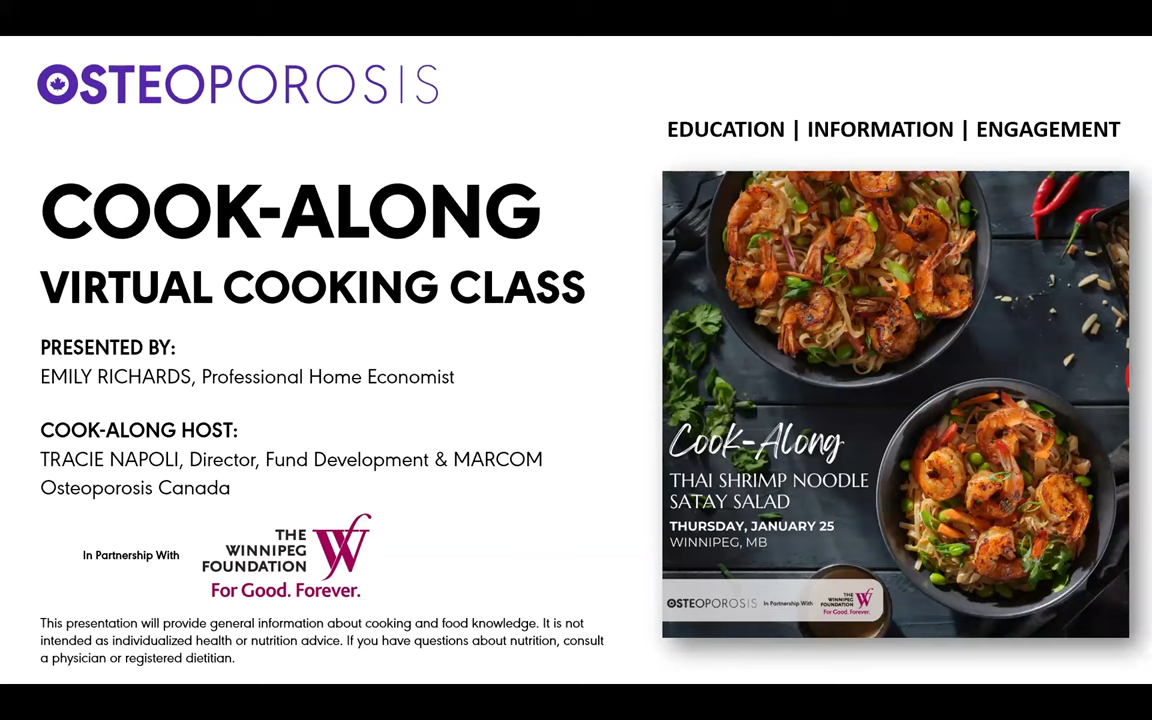 OSTEOPOROSIS
EDUCATION | INFORMATION | ENGAGEMENT
COOK-ALONG
VIRTUAL COOKING CLASS
PRESENTED BY:
EMILY RICHARDS, Professional Home Economist
COOK-ALONG HOST:
TRACIE NAPOLI, Director, Fund Development & MARCOM
Osteoporosis Canada
In Partnership With
THE
WINNIPEG
FOUNDATION
For Good. Forever.
This presentation will provide general information about cooking and food knowledge. It is not
intended as individualized health or nutrition advice. If you have questions about nutrition, consult
a physician or registered dietitian.
Cook-Along
THAI SHRIMP NOODLE
SATAY SALAD
THURSDAY, JANUARY 25
WINNIPEG, MB
OSTEOPOROSIS In Partnership With
THE
WINNIPEG
FOUNDATION
For Good. Forever.